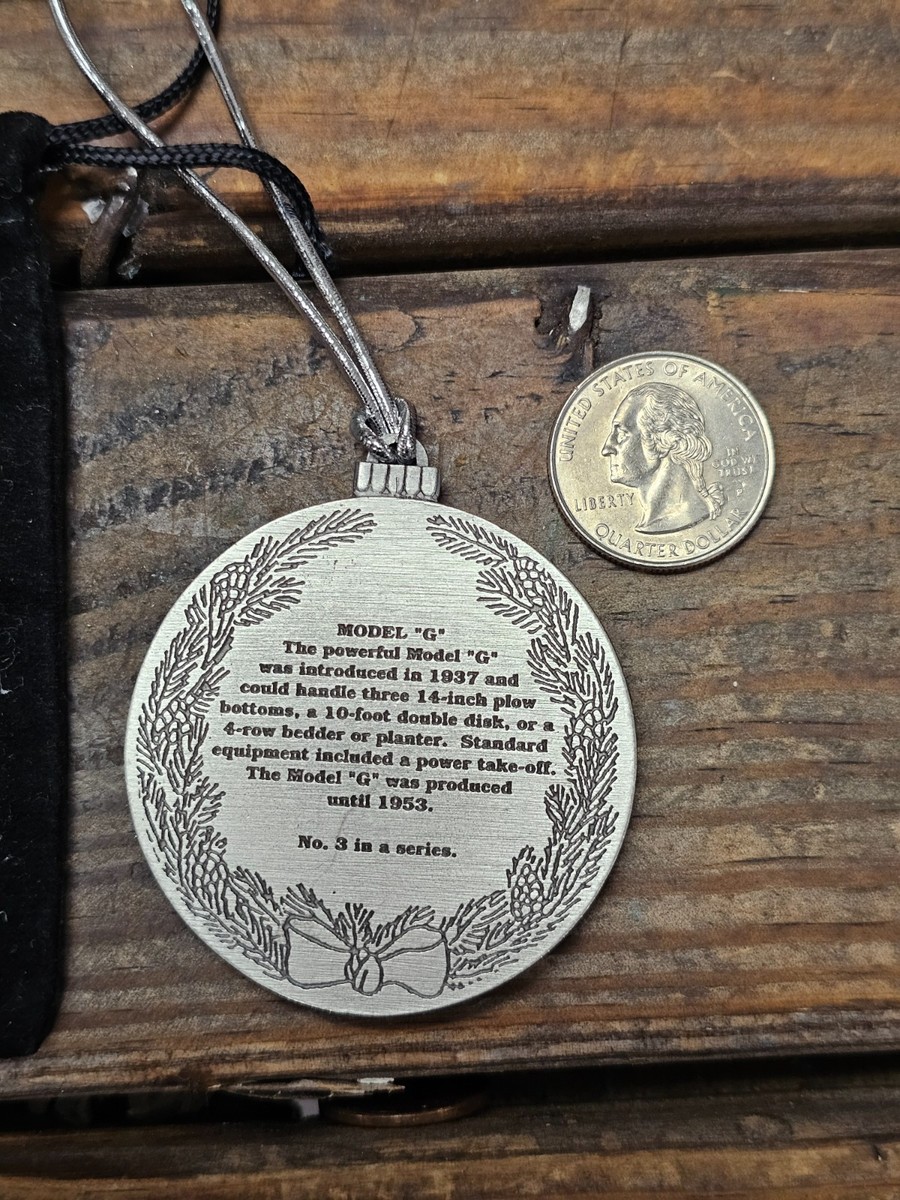 UNITED STATES OF AMERICA
IN
GOD WE
TRUST
P
LIBERTY
QUARTER DOLLAR
MODEL "G"
The powerful Model "G"
was introduced in 1937 and
could handle three 14-inch plow
bottoms, a 10-foot double disk, or a
4-row bedder or planter. Standard
equipment included a power take-off.
The Model "G" was produced
until 1953.
No. 3 in a series.